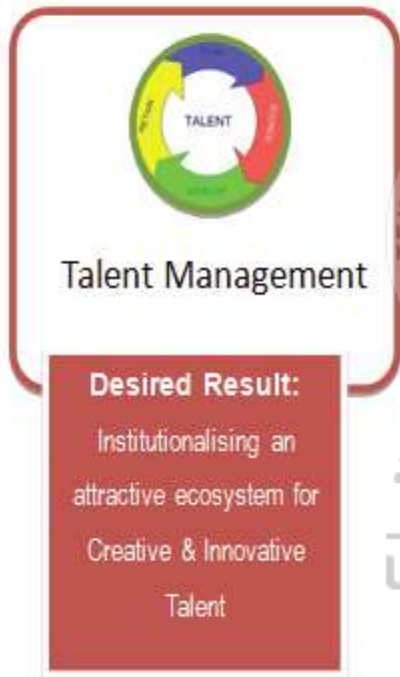 TALENT
Talent Management
Desired Result:
Institutionalising an
attractive ecosystem for
Creative & Innovative
Talent